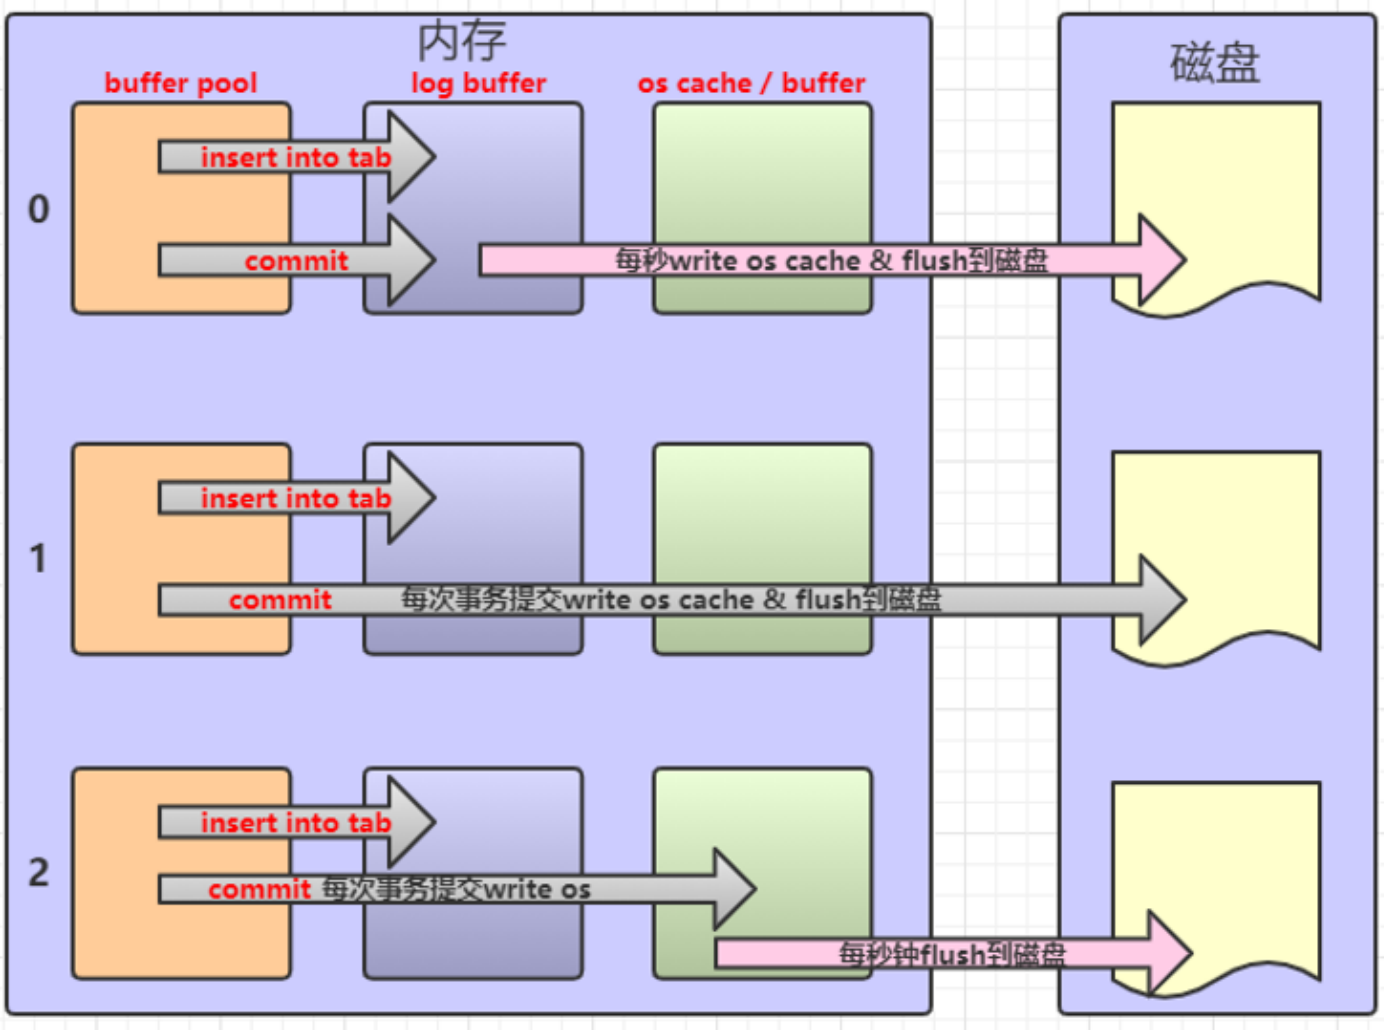 内存
磁盘
buffer pool
log buffer
os cache / buffer
0
insert into tab
commit
每秒write os cache & flush到磁盘
1
insert into tab
commit 每次事务提交write os cache & flush到磁盘
2
insert into tab
commit 每次事务提交write os
每秒钟flush到磁盘